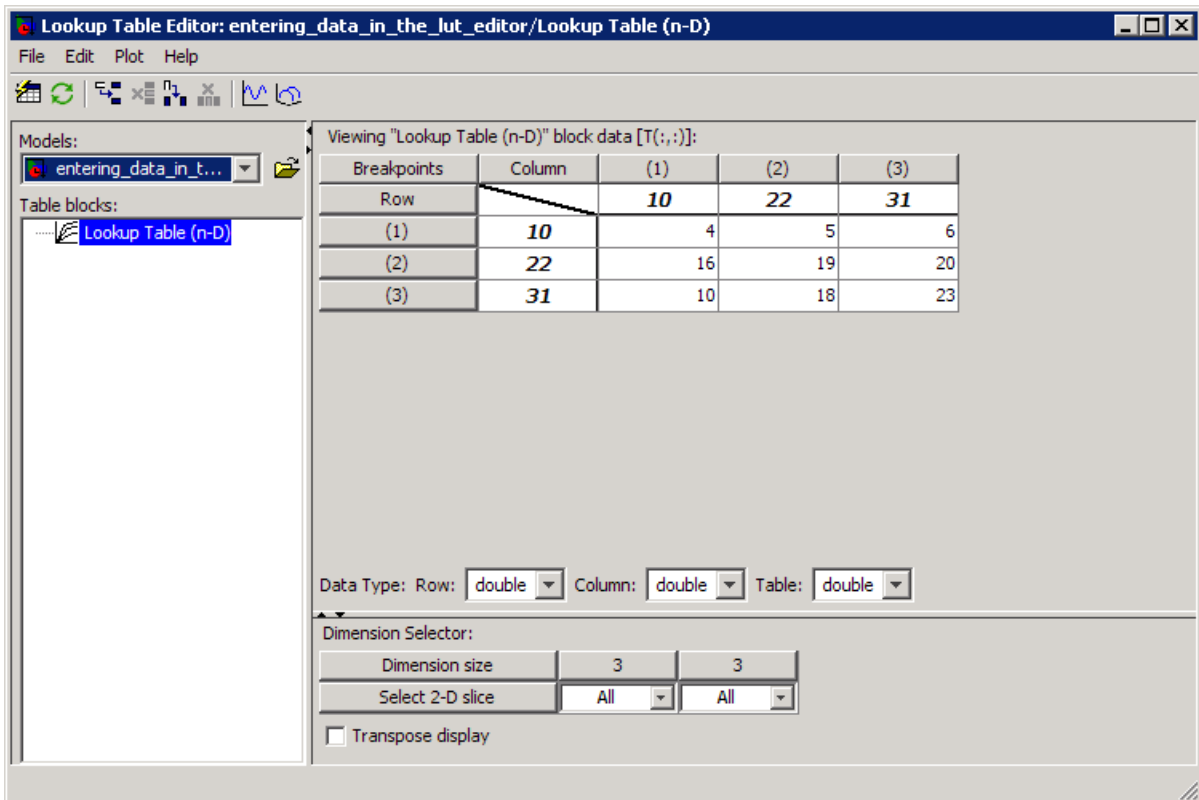 Lookup Table Editor: entering_data_in_the_lut_editor/Lookup Table (n-D)
File Edit Plot Help
Models:
entering_data_in_t...
Table blocks:
Lookup Table (n-D)
Viewing "Lookup Table (n-D)" block data [T(:,:)]:
Breakpoints Column (1) (2) (3)
Row 10 22 31
(1) 10 4 5 6
(2) 22 16 19 20
(3) 31 10 18 23
Data Type: Row: double Column: double Table: double
Dimension Selector:
Dimension size 3 3
Select 2-D slice All All
Transpose display